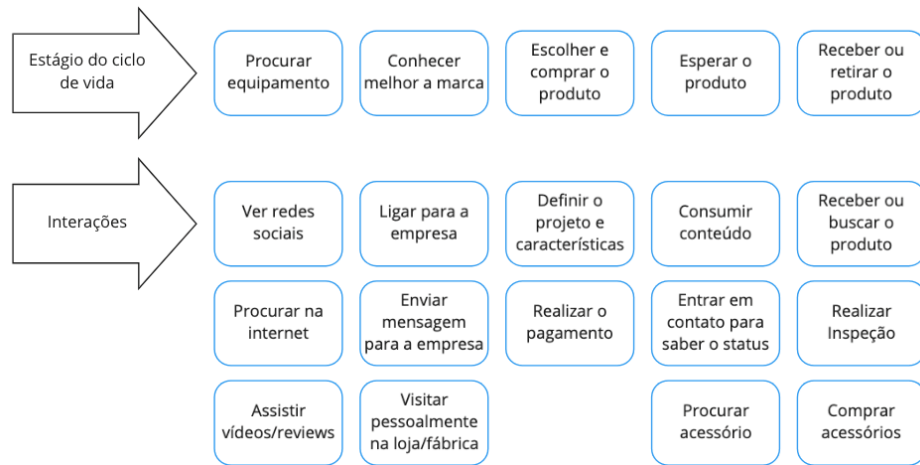 Estágio do ciclo
de vida
Procurar
equipamento
Conhecer
melhor a marca
Escolher e
comprar o
produto
Esperar o
produto
Receber ou
retirar o
produto
Interações
Ver redes
sociais
Ligar para a
empresa
Definir o
projeto e
características
Consumir
conteúdo
Receber ou
buscar o
produto
Procurar na
internet
Enviar
mensagem
para a empresa
Realizar o
pagamento
Entrar em
contato para
saber o status
Realizar
Inspeção
Assistir
vídeos/reviews
Visitar
pessoalmente
na loja/fábrica
Procurar
acessório
Comprar
acessórios